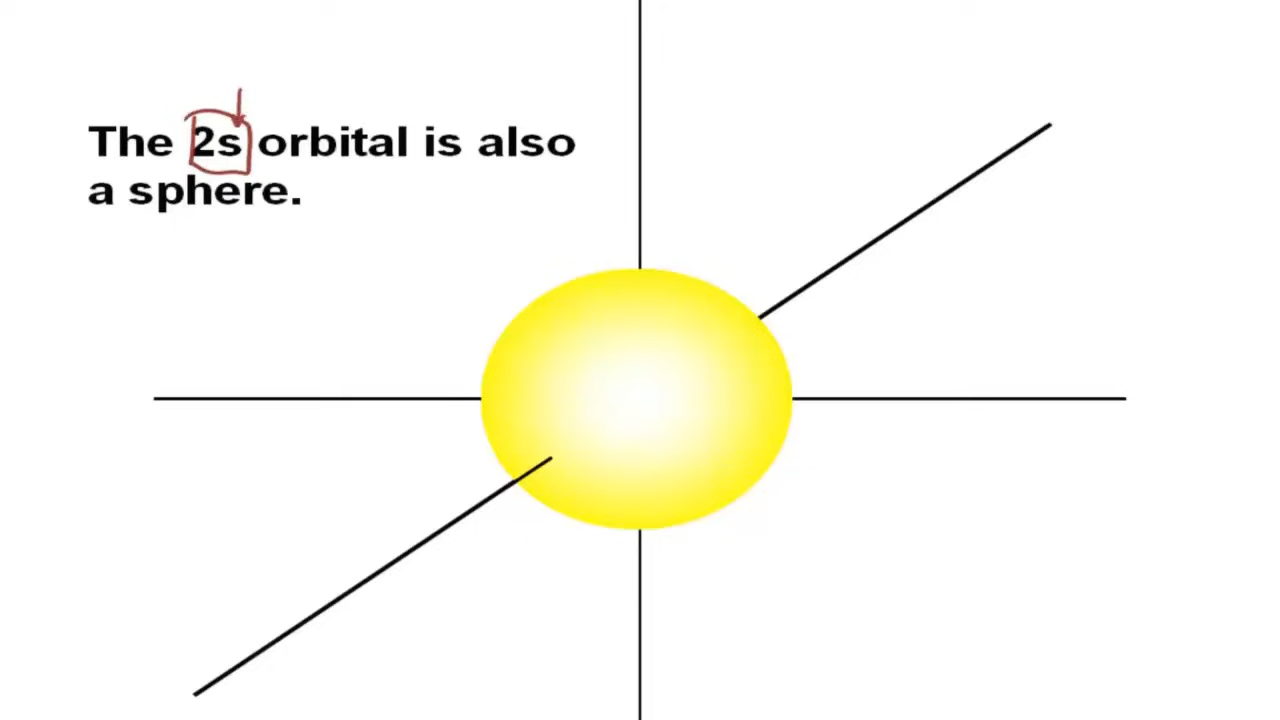 The 2s orbital is also
a sphere.